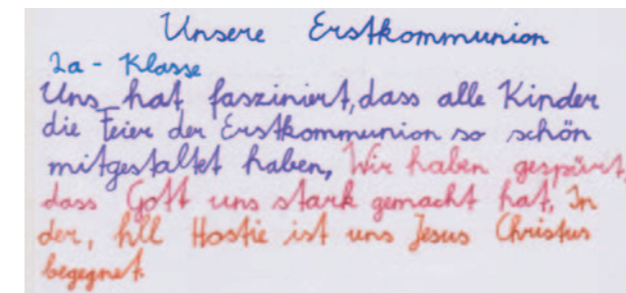 Unsere Erstkommunion
2a - Klasse
Uns hat fasziniert, dass alle Kinder
die Feier der Erstkommunion so schön
mitgestaltet haben, Wir haben gespürt,
dass Gott uns stark gemacht hat, In
der, hll Hostie ist uns Jesus Christus
begegnet.